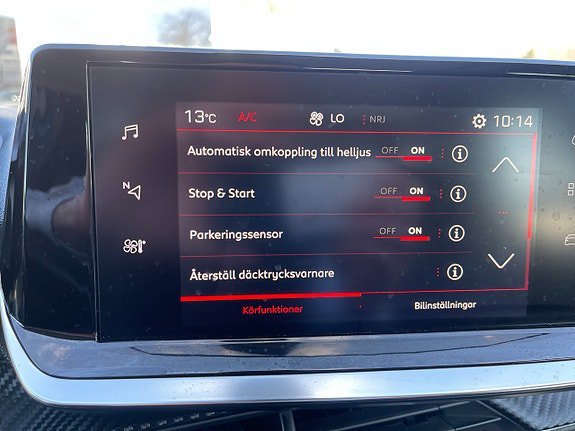 13°C A/C LO NRJ 10:14
Automatisk omkoppling till helljus OFF ON
N
Stop & Start OFF ON
Parkeringssensor OFF ON
Återställ däcktrycksvarnare
Körfunktioner Bilinställningar